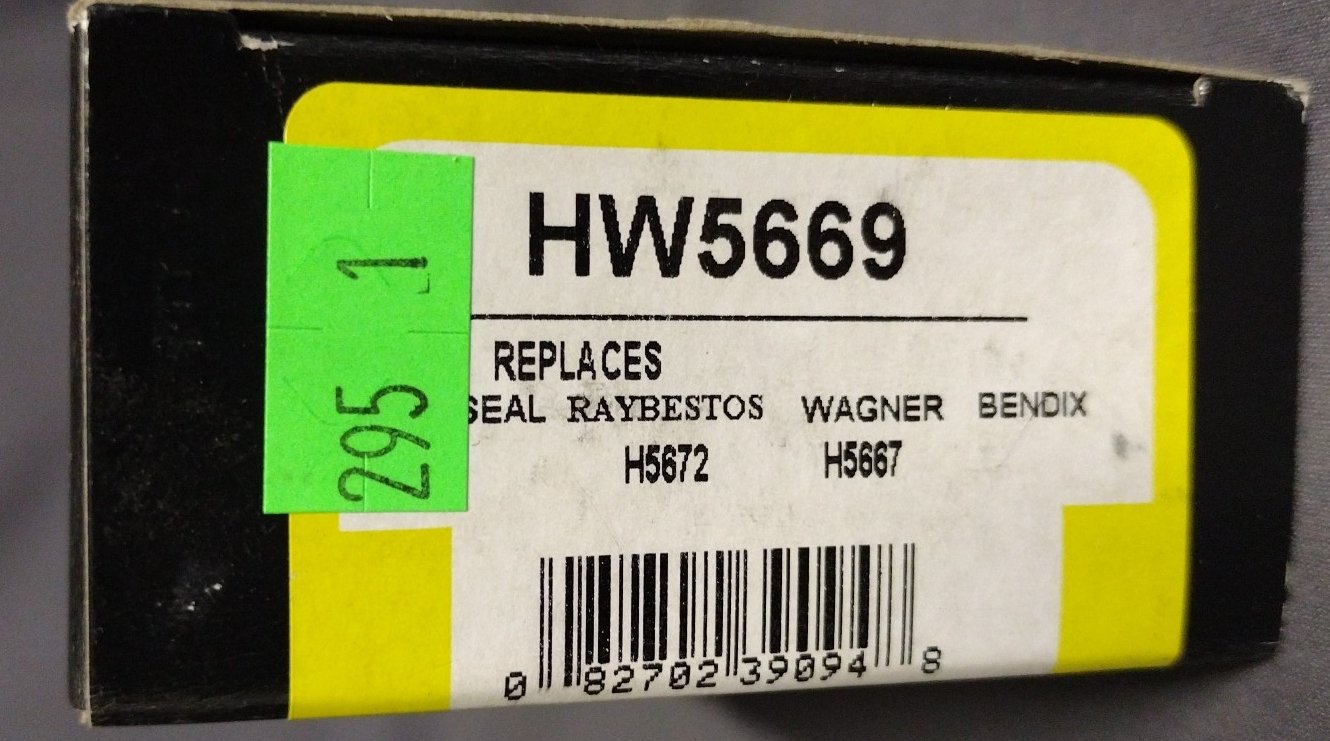 HW5669
295 1
REPLACES
SEAL RAYBESTOS WAGNER BENDIX
H5672 H5667
0 82702 39094 8